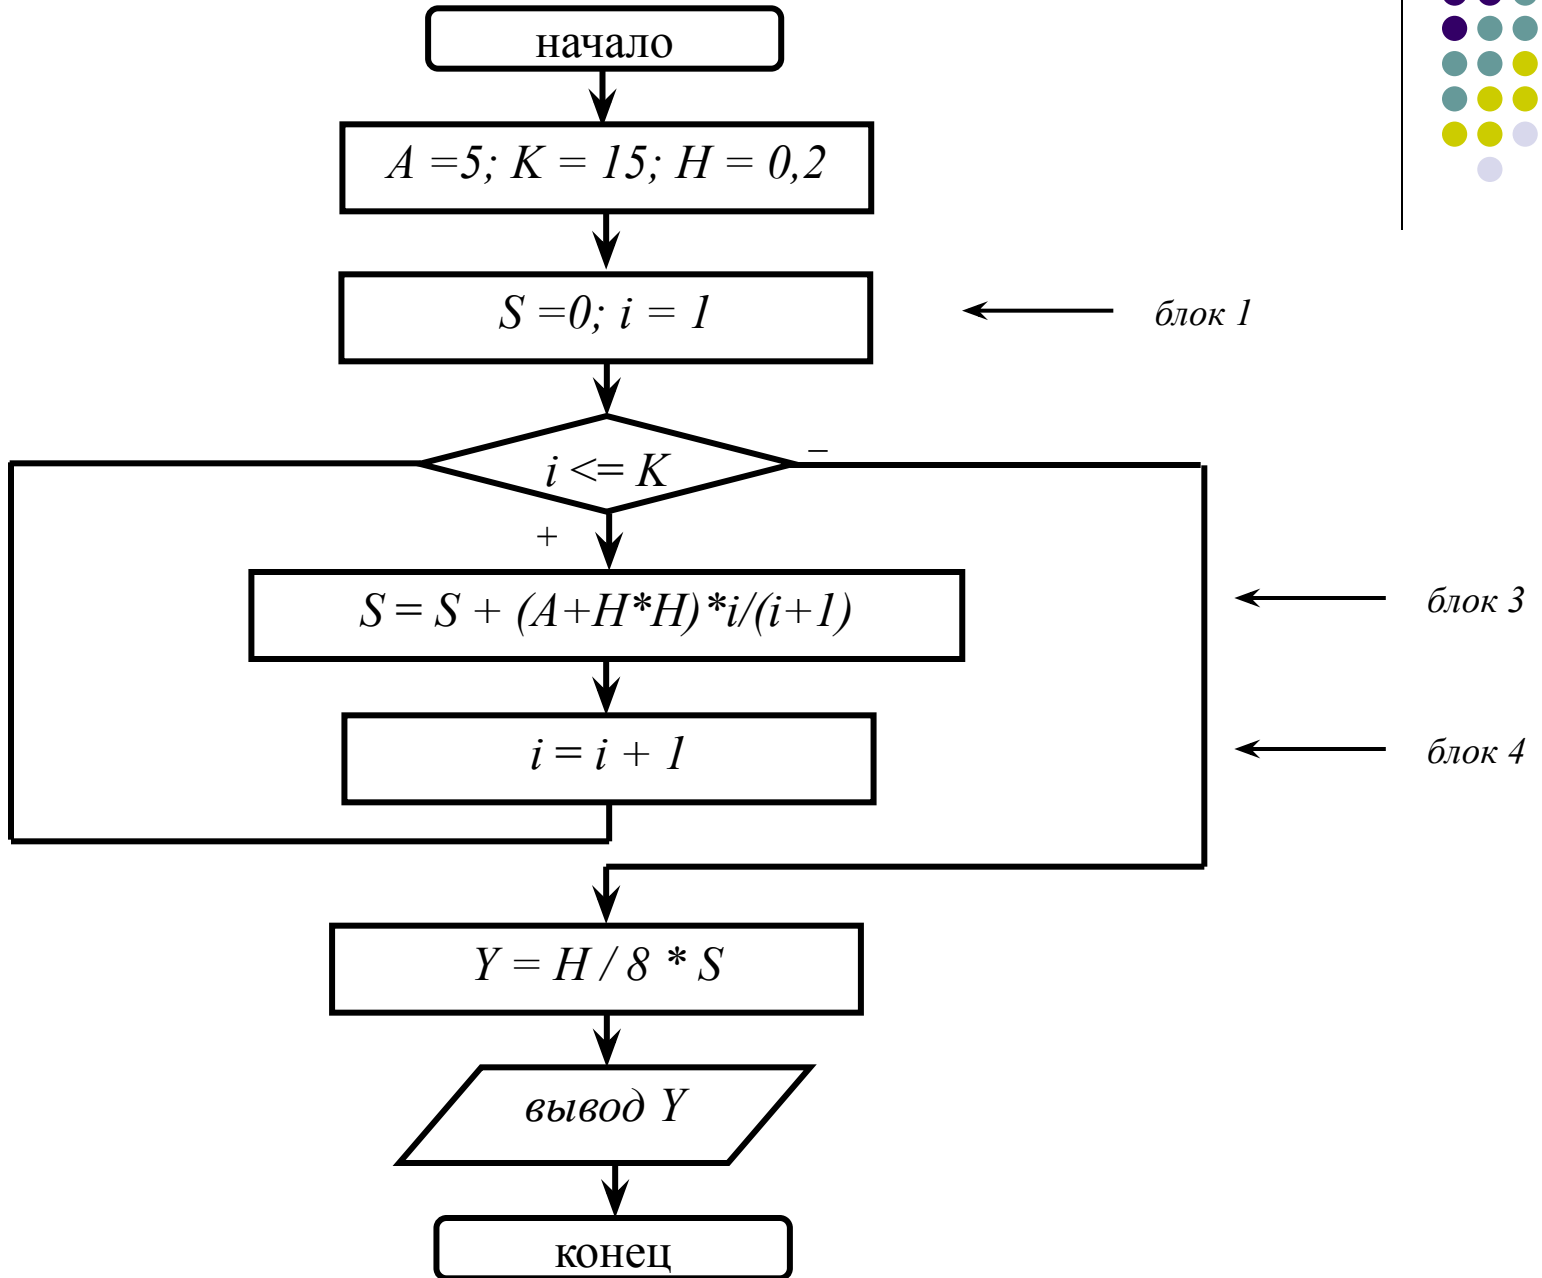 начало
A =5; K = 15; H = 0,2
S =0; i = 1
блок 1
i <= K
–
+
S = S + (A+H*H)*i/(i+1)
блок 3
i = i + 1
блок 4
Y = H / 8 * S
вывод Y
конец